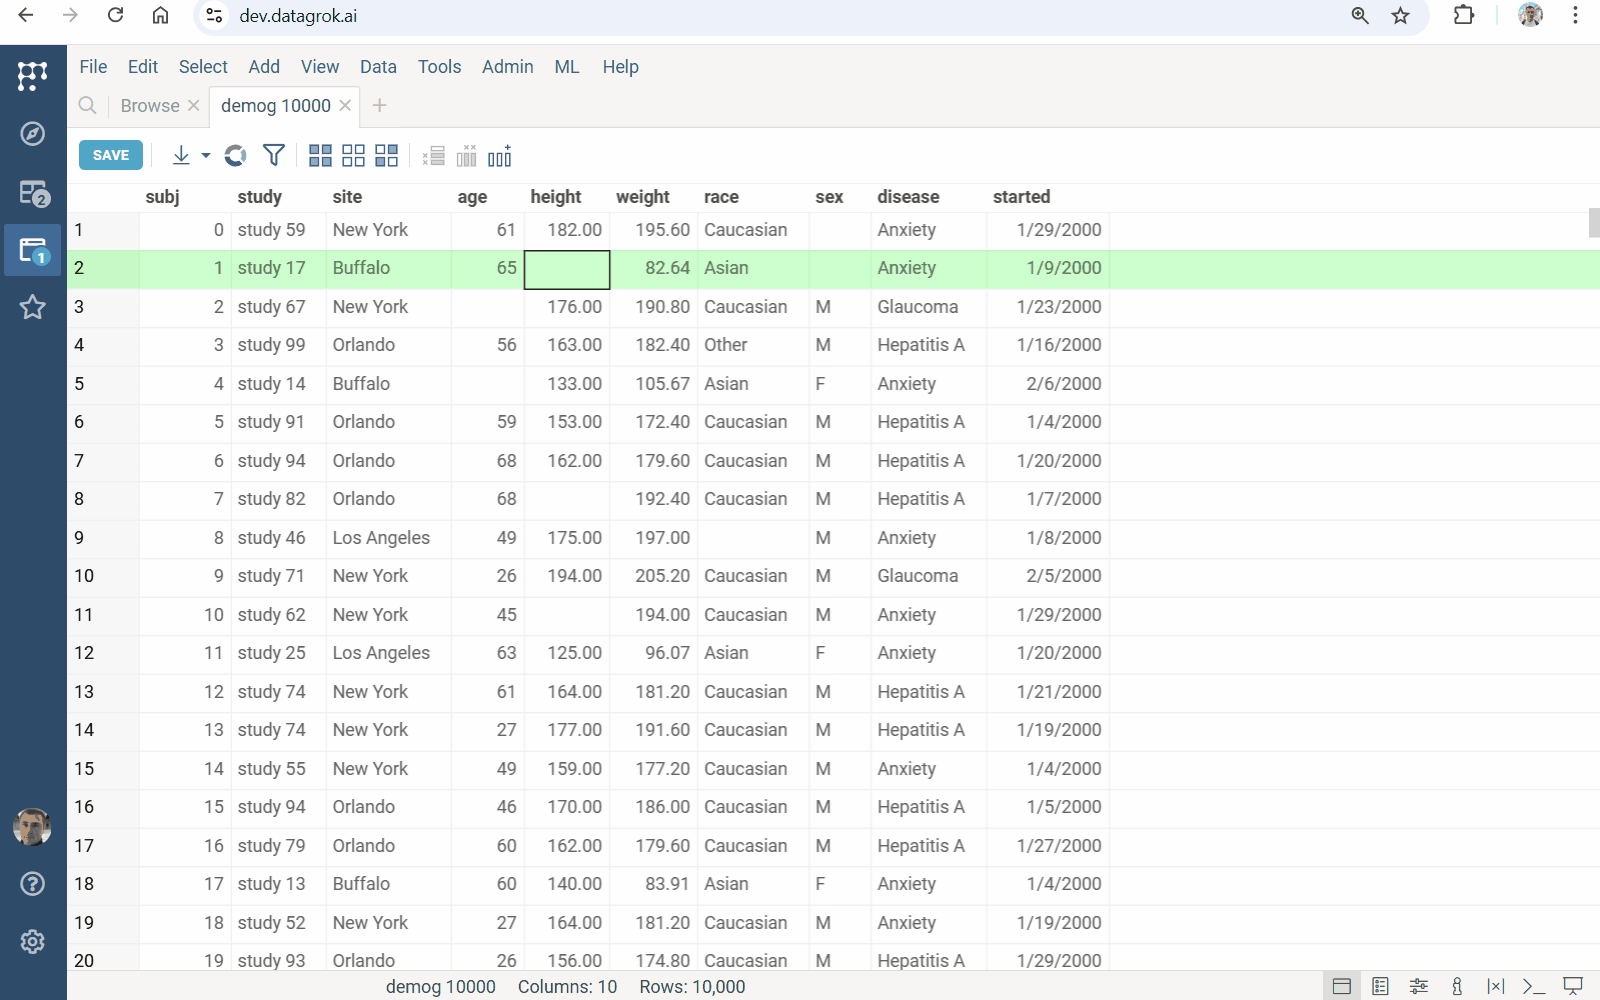 dev.datagrok.ai
File Edit Select Add View Data Tools Admin ML Help
Browse demog 10000
SAVE
2
1
subj study site age height weight race sex disease started
1 0 study 59 New York 61 182.00 195.60 Caucasian Anxiety 1/29/2000
2 1 study 17 Buffalo 65 82.64 Asian Anxiety 1/9/2000
3 2 study 67 New York 176.00 190.80 Caucasian M Glaucoma 1/23/2000
4 3 study 99 Orlando 56 163.00 182.40 Other M Hepatitis A 1/16/2000
5 4 study 14 Buffalo 133.00 105.67 Asian F Anxiety 2/6/2000
6 5 study 91 Orlando 59 153.00 172.40 Caucasian M Hepatitis A 1/4/2000
7 6 study 94 Orlando 68 162.00 179.60 Caucasian M Hepatitis A 1/20/2000
8 7 study 82 Orlando 68 192.40 Caucasian M Hepatitis A 1/7/2000
9 8 study 46 Los Angeles 49 175.00 197.00 M Anxiety 1/8/2000
10 9 study 71 New York 26 194.00 205.20 Caucasian M Glaucoma 2/5/2000
11 10 study 62 New York 45 194.00 Caucasian M Anxiety 1/29/2000
12 11 study 25 Los Angeles 63 125.00 96.07 Asian F Anxiety 1/20/2000
13 12 study 74 New York 61 164.00 181.20 Caucasian M Hepatitis A 1/21/2000
14 13 study 74 New York 27 177.00 191.60 Caucasian M Hepatitis A 1/19/2000
15 14 study 55 New York 49 159.00 177.20 Caucasian M Anxiety 1/4/2000
16 15 study 94 Orlando 46 170.00 186.00 Caucasian M Hepatitis A 1/5/2000
17 16 study 79 Orlando 60 162.00 179.60 Caucasian M Hepatitis A 1/27/2000
18 17 study 13 Buffalo 60 140.00 83.91 Asian F Anxiety 1/4/2000
19 18 study 52 New York 27 164.00 181.20 Caucasian M Anxiety 1/19/2000
20 19 study 93 Orlando 26 156.00 174.80 Caucasian M Hepatitis A 1/29/2000
demog 10000 Columns: 10 Rows: 10,000